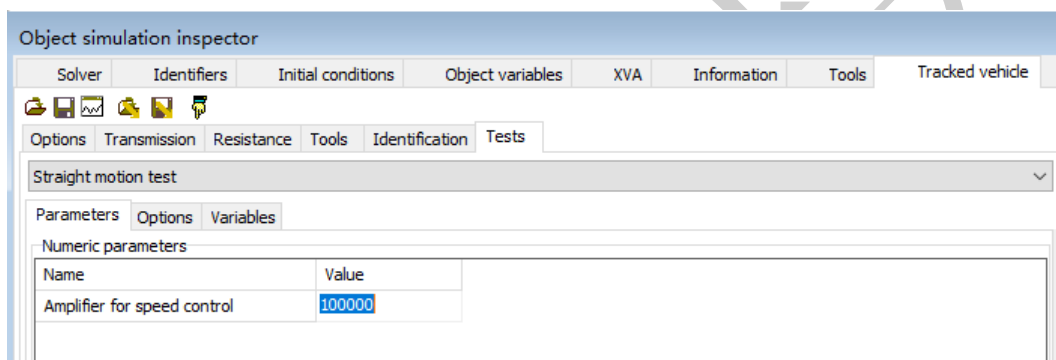 Object simulation inspector
Solver Identifiers Initial conditions Object variables XVA Information Tools Tracked vehicle
Options Transmission Resistance Tools Identification Tests
Straight motion test
Parameters Options Variables
Numeric parameters
Name Value
Amplifier for speed control 100000